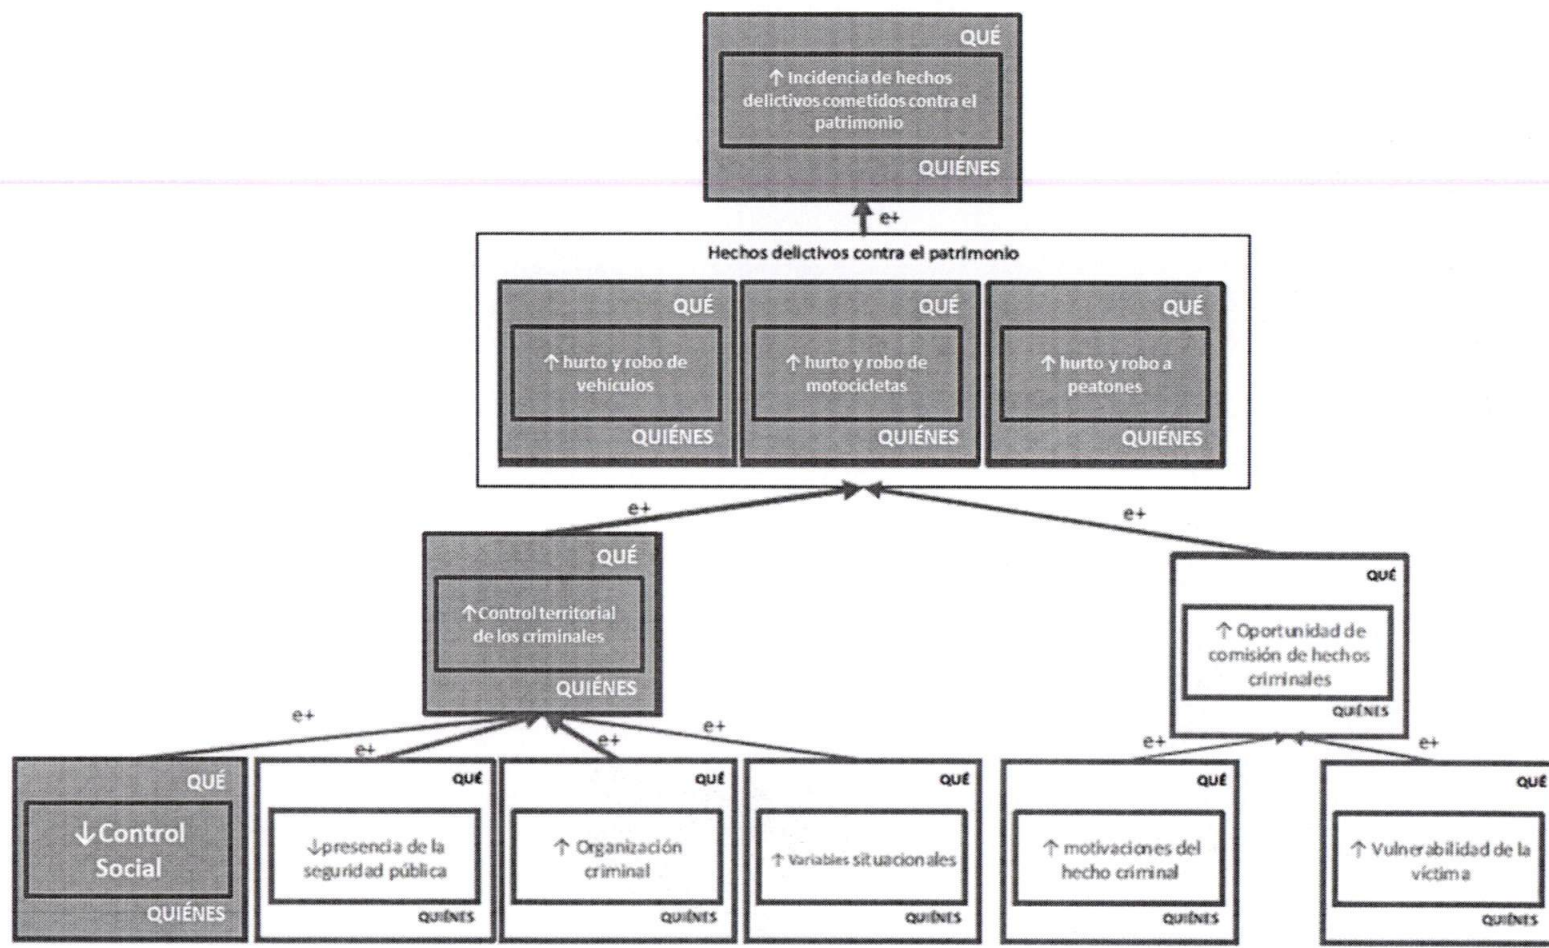 QUÉ
↑ Incidencia de hechos
delictivos cometidos contra el
patrimonio
QUIÉNES
e+
Hechos delictivos contra el patrimonio
QUÉ
↑ hurto y robo de
vehículos
QUIÉNES
QUÉ
↑ hurto y robo de
motocicletas
QUIÉNES
QUÉ
↑ hurto y robo a
peatones
QUIÉNES
e+
e+
QUÉ
↑Control territorial
de los criminales
QUIÉNES
QUÉ
↑ Oportunidad de
comisión de hechos
criminales
QUIÉNES
e+
e+
e+
e+
e+
e+
QUÉ
↓Control
Social
QUIÉNES
QUÉ
↓presencia de la
seguridad pública
QUIÉNES
QUÉ
↑ Organización
criminal
QUIÉNES
QUÉ
↑ Variables situacionales
QUIÉNES
QUÉ
↑ motivaciones del
hecho criminal
QUIÉNES
QUÉ
↑ Vulnerabilidad de la
víctima
QUIÉNES